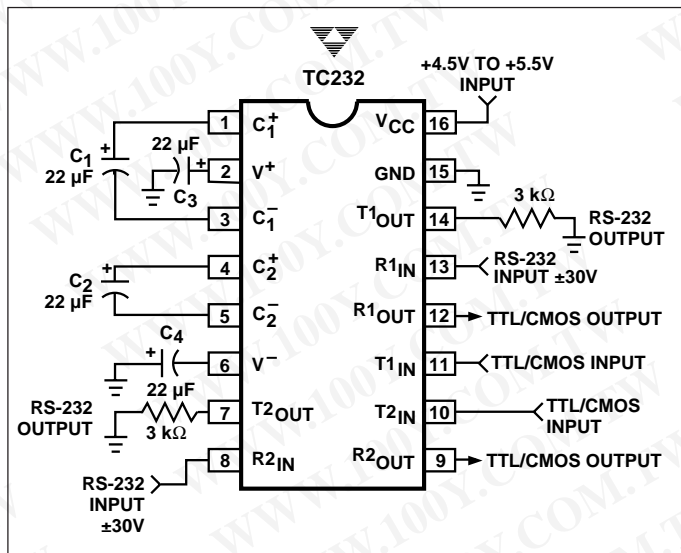 WWW.100Y.COM.TW
TC232
+4.5V TO +5.5V
INPUT
1 C1+
VCC 16
C1
22 µF
+
22 µF
+
C3
2 V+
GND 15
3 C1−
T1OUT 14
3 kΩ
RS-232
OUTPUT
C2
22 µF
+
4 C2+
R1IN 13
RS-232
INPUT ±30V
5 C2−
R1OUT 12
TTL/CMOS OUTPUT
C4
+
22 µF
6 V−
T1IN 11
TTL/CMOS INPUT
RS-232
OUTPUT
3 kΩ
7 T2OUT
T2IN 10
TTL/CMOS
INPUT
RS-232
INPUT
±30V
8 R2IN
R2OUT 9
TTL/CMOS OUTPUT